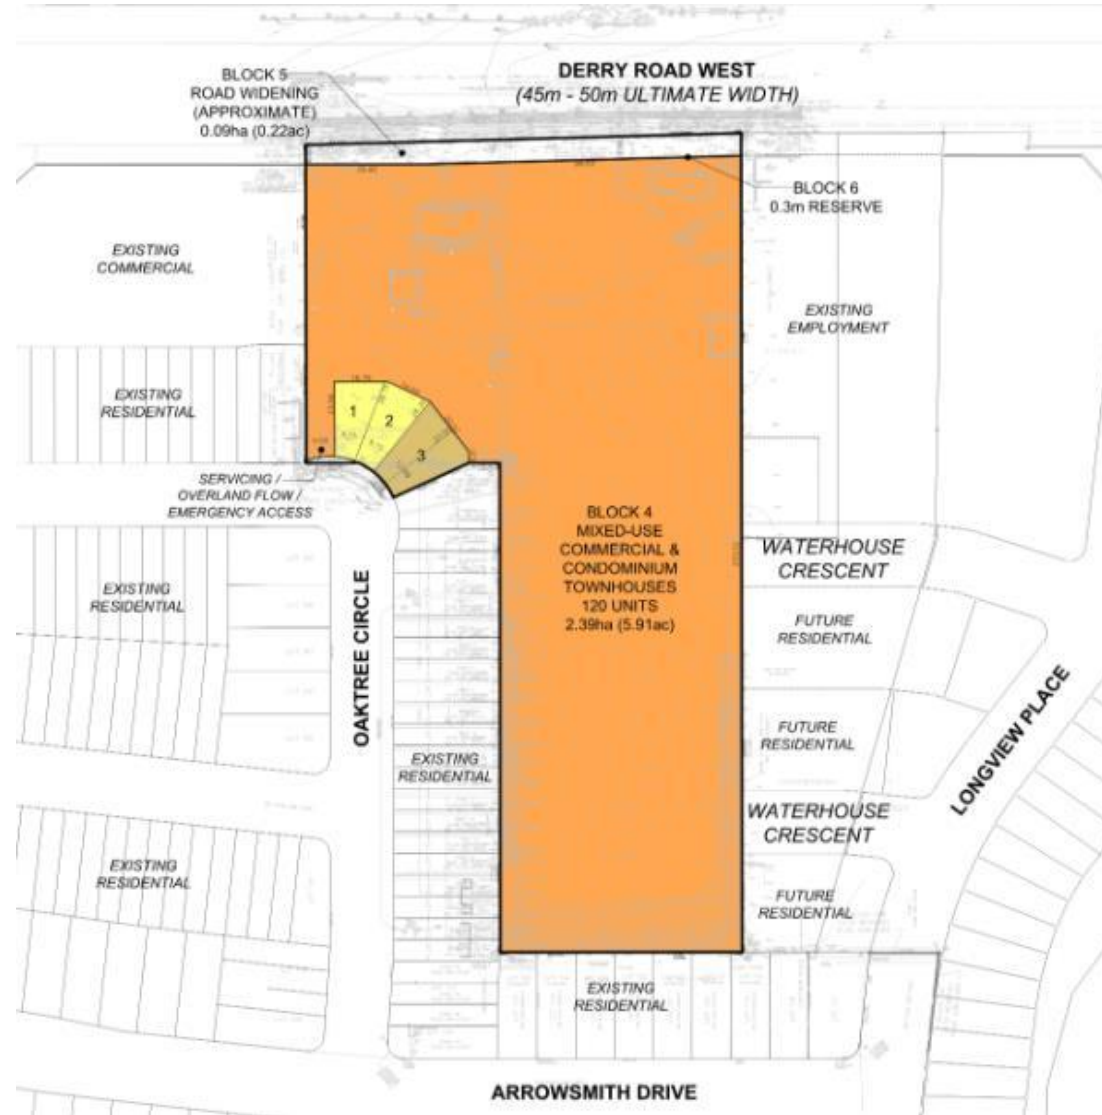 BLOCK 5
ROAD WIDENING
(APPROXIMATE)
0.09ha (0.22ac)
DERRY ROAD WEST
(45m - 50m ULTIMATE WIDTH)
BLOCK 6
0.3m RESERVE
EXISTING
COMMERCIAL
EXISTING
EMPLOYMENT
EXISTING
RESIDENTIAL
1
2
3
SERVICING /
OVERLAND FLOW /
EMERGENCY ACCESS
BLOCK 4
MIXED-USE
COMMERCIAL &
CONDOMINIUM
TOWNHOUSES
120 UNITS
2.39ha (5.91ac)
WATERHOUSE
CRESCENT
EXISTING
RESIDENTIAL
OAKTREE CIRCLE
FUTURE
RESIDENTIAL
FUTURE
RESIDENTIAL
LONGVIEW PLACE
EXISTING
RESIDENTIAL
WATERHOUSE
CRESCENT
EXISTING
RESIDENTIAL
FUTURE
RESIDENTIAL
EXISTING
RESIDENTIAL
ARROWSMITH DRIVE